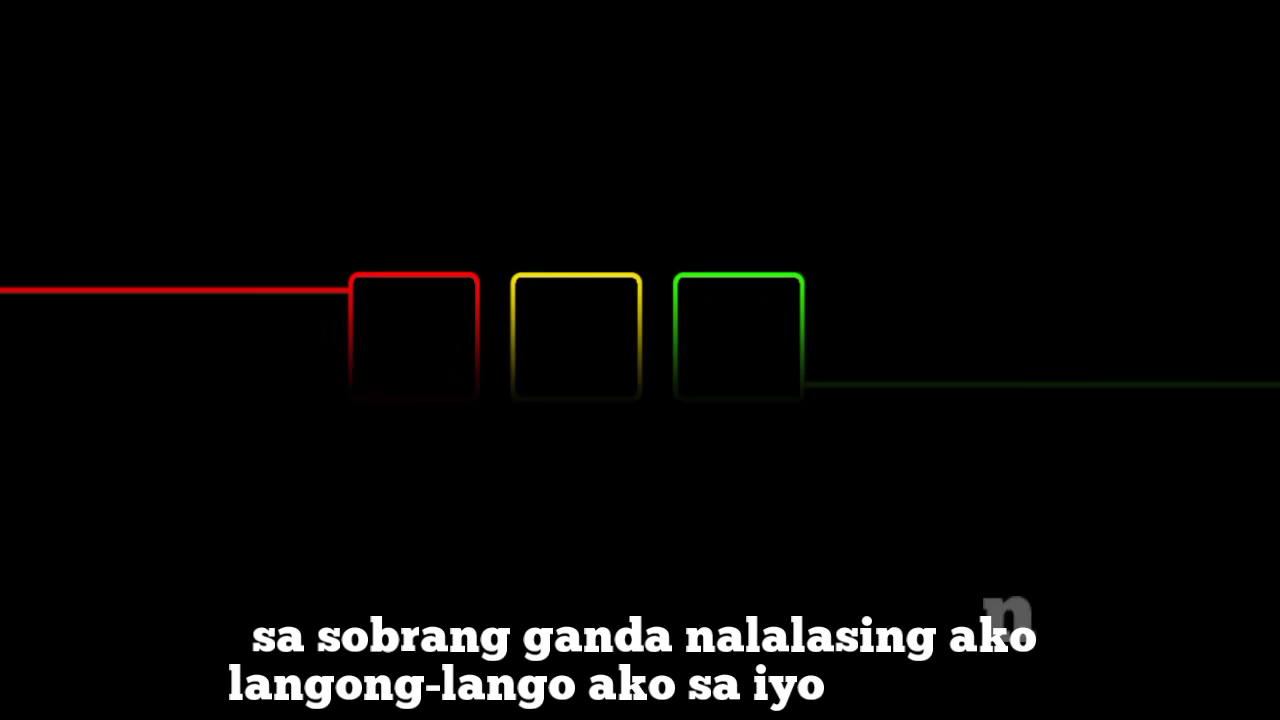 n
sa sobrang ganda nalalasing ako
langong-lango ako sa iyo